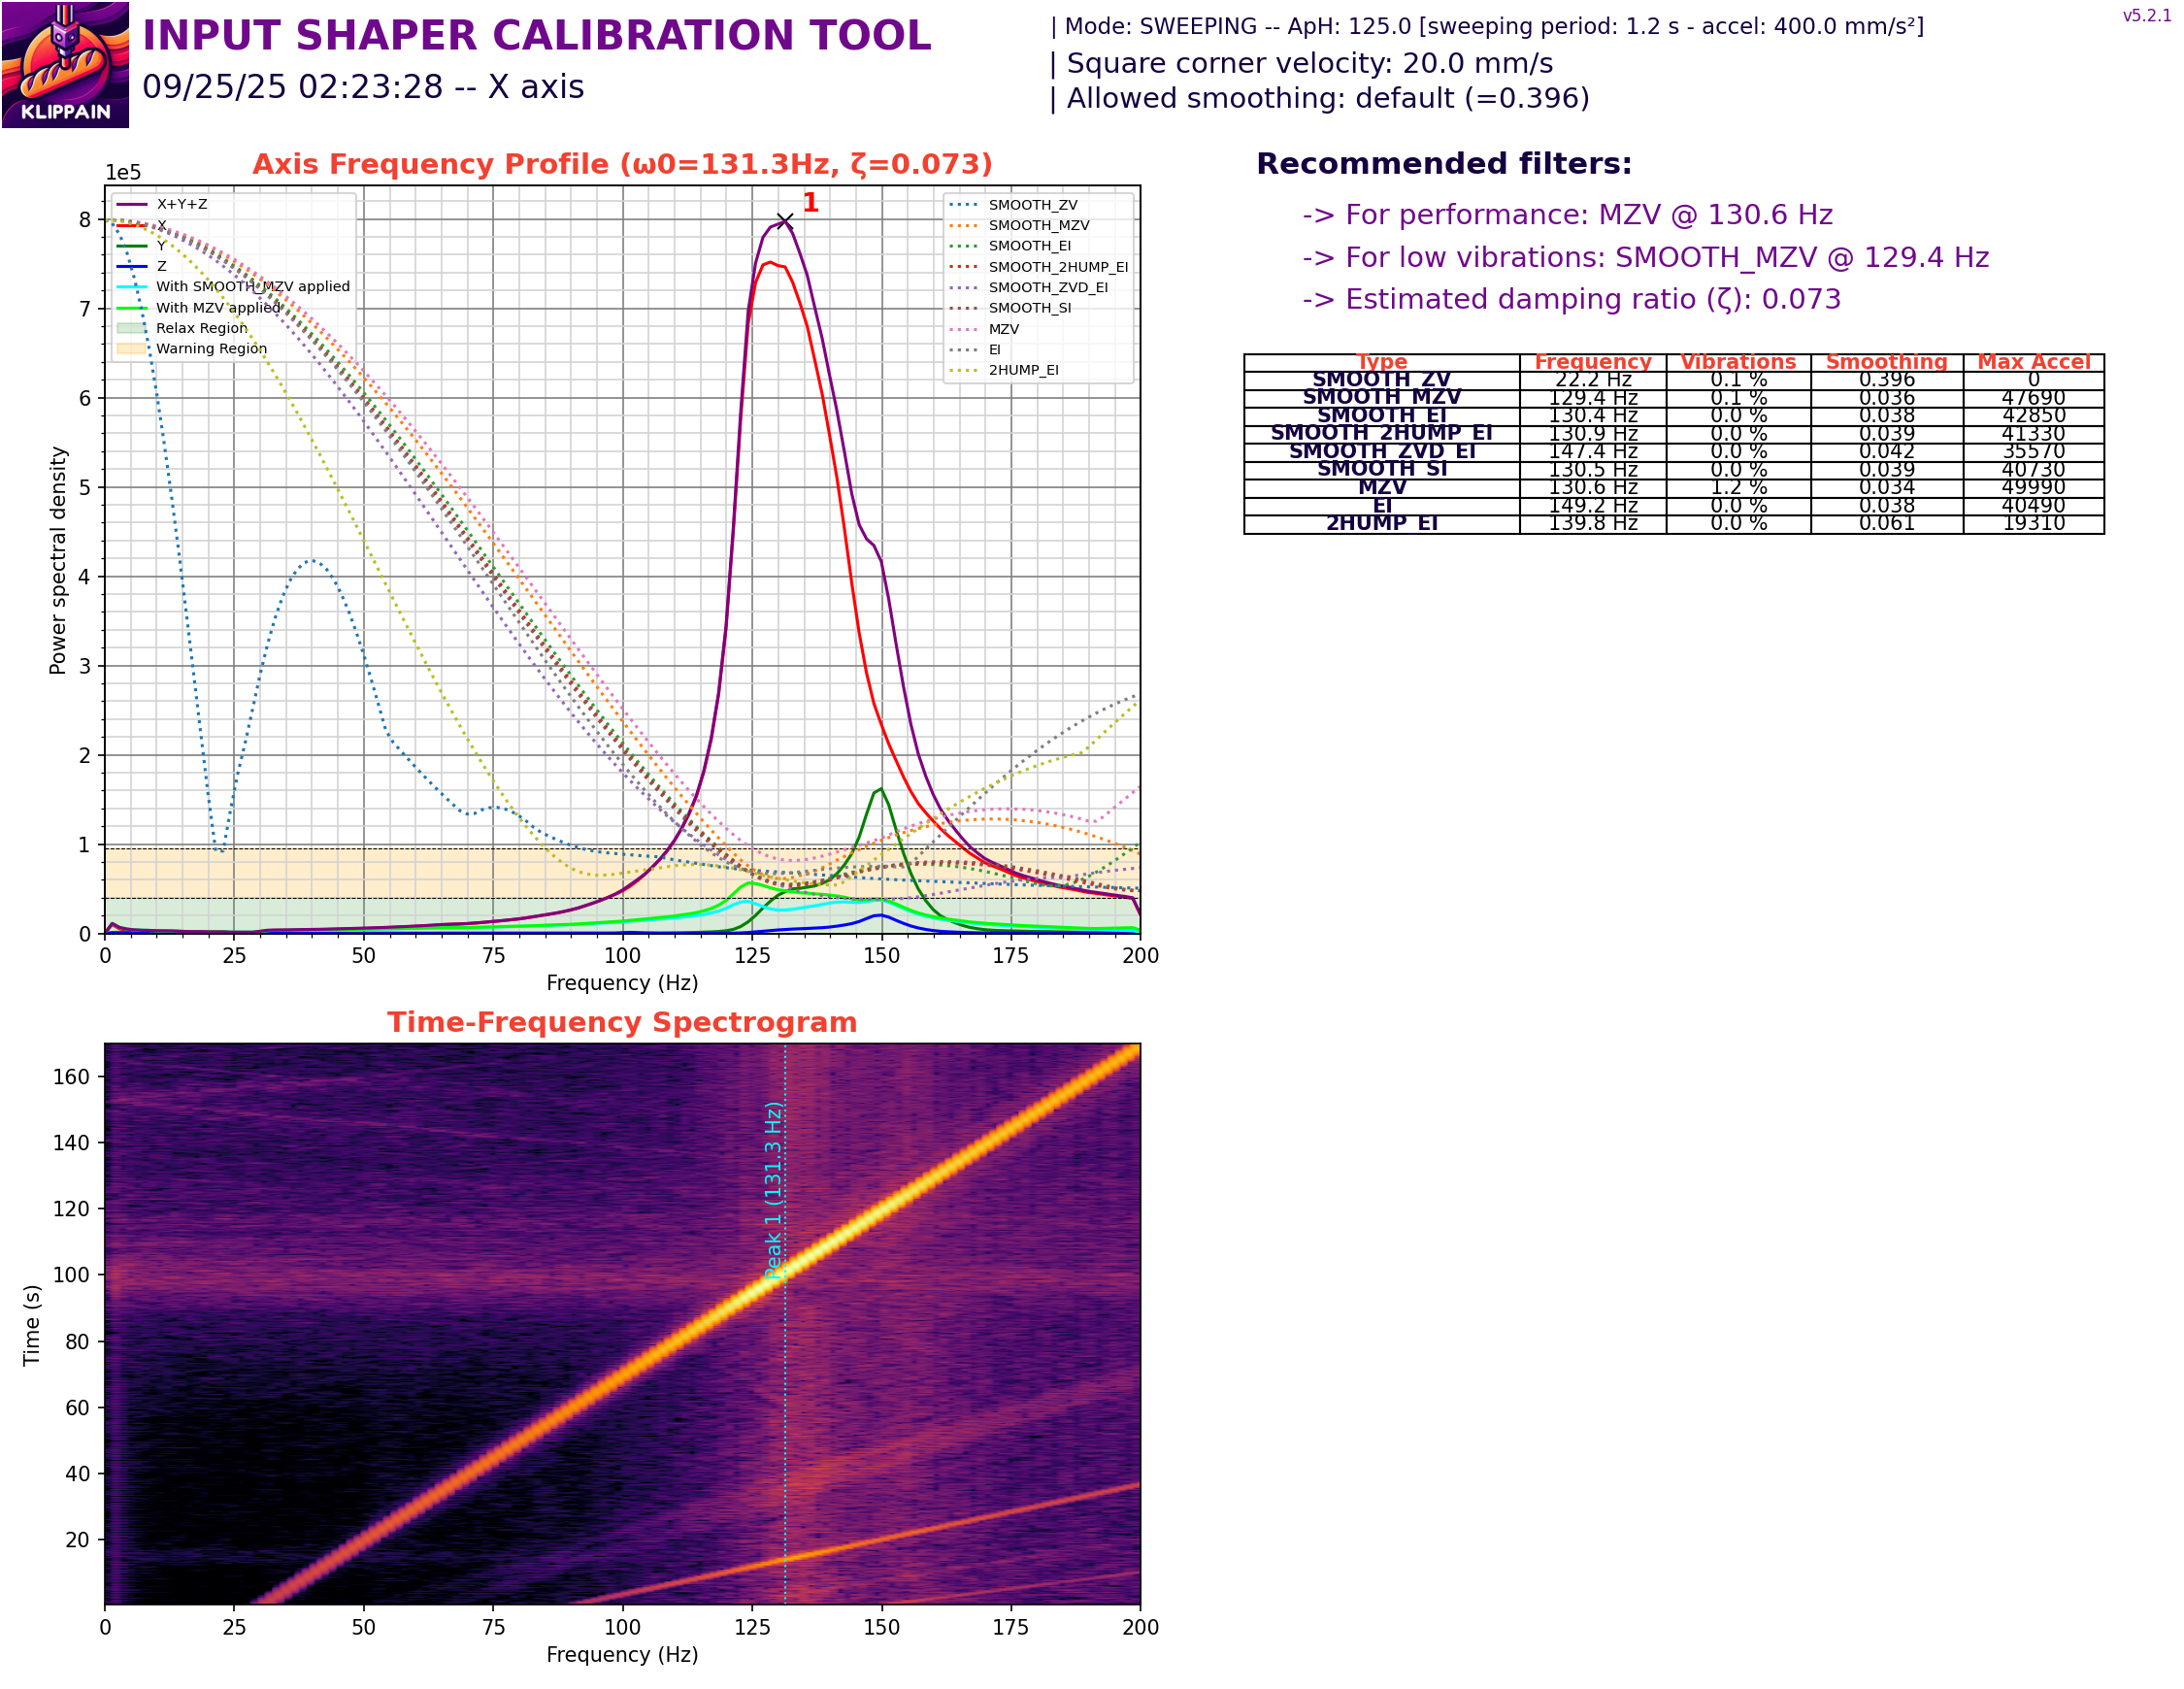 KLIPPAIN
INPUT SHAPER CALIBRATION TOOL
09/25/25 02:23:28 -- X axis
| Mode: SWEEPING -- ApH: 125.0 [sweeping period: 1.2 s - accel: 400.0 mm/s²]
| Square corner velocity: 20.0 mm/s
| Allowed smoothing: default (=0.396)
v5.2.1
Axis Frequency Profile (ω0=131.3Hz, ζ=0.073)
1e5
X+Y+Z
X
Y
Z
With SMOOTH_MZV applied
With MZV applied
Relax Region
Warning Region
1
SMOOTH_ZV
SMOOTH_MZV
SMOOTH_EI
SMOOTH_2HUMP_EI
SMOOTH_ZVD_EI
SMOOTH_SI
MZV
EI
2HUMP_EI
Power spectral density
8
7
6
5
4
3
2
1
0
0 25 50 75 100 125 150 175 200
Frequency (Hz)
Recommended filters:
-> For performance: MZV @ 130.6 Hz
-> For low vibrations: SMOOTH_MZV @ 129.4 Hz
-> Estimated damping ratio (ζ): 0.073
Type Frequency Vibrations Smoothing Max Accel
SMOOTH_ZV 22.2 Hz 0.1 % 0.396 0
SMOOTH_MZV 129.4 Hz 0.1 % 0.036 47690
SMOOTH_EI 130.4 Hz 0.0 % 0.038 42850
SMOOTH_2HUMP_EI 130.9 Hz 0.0 % 0.039 41330
SMOOTH_ZVD_EI 147.4 Hz 0.0 % 0.042 35570
SMOOTH_SI 130.5 Hz 0.0 % 0.039 40730
MZV 130.6 Hz 1.2 % 0.034 49990
EI 149.2 Hz 0.0 % 0.038 40490
2HUMP_EI 139.8 Hz 0.0 % 0.061 19310
Time-Frequency Spectrogram
Time (s)
160
140
120
100
80
60
40
20
Peak 1 (131.3 Hz)
0 25 50 75 100 125 150 175 200
Frequency (Hz)